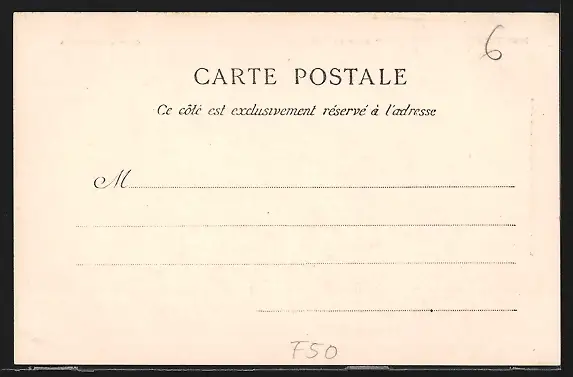 6
CARTE POSTALE
Ce côté est exclusivement réservé à l'adresse
M
F50